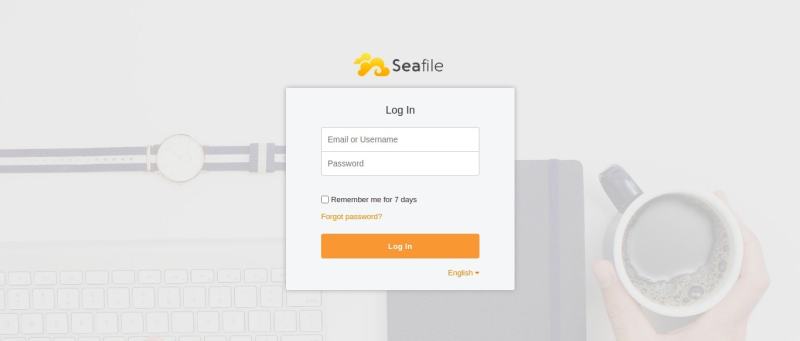 Seafile
Log In
Email or Username
Password
Remember me for 7 days
Forgot password?
Log In
English